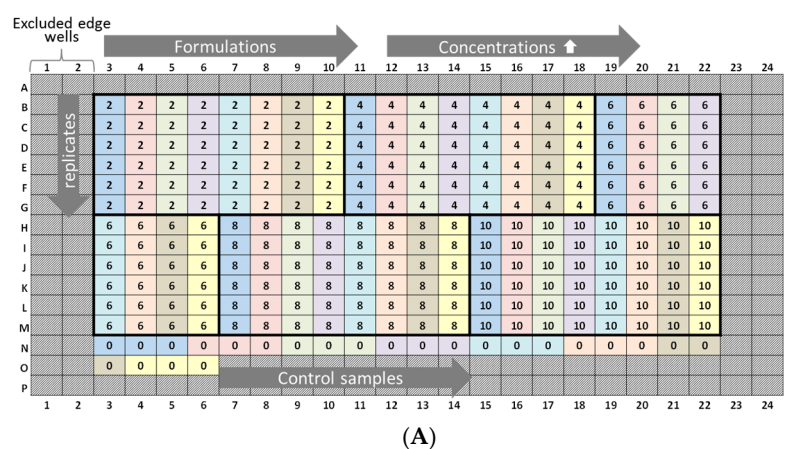 Excluded edge
wells
Formulations
Concentrations
1 2 3 4 5 6 7 8 9 10 11 12 13 14 15 16 17 18 19 20 21 22 23 24
replicates
A
B 2 2 2 2 2 2 2 2 4 4 4 4 4 4 4 4 6 6 6 6
C 2 2 2 2 2 2 2 2 4 4 4 4 4 4 4 4 6 6 6 6
D 2 2 2 2 2 2 2 2 4 4 4 4 4 4 4 4 6 6 6 6
E 2 2 2 2 2 2 2 2 4 4 4 4 4 4 4 4 6 6 6 6
F 2 2 2 2 2 2 2 2 4 4 4 4 4 4 4 4 6 6 6 6
G 2 2 2 2 2 2 2 2 4 4 4 4 4 4 4 4 6 6 6 6
H 6 6 6 6 8 8 8 8 8 8 8 8 10 10 10 10 10 10 10 10
I 6 6 6 6 8 8 8 8 8 8 8 8 10 10 10 10 10 10 10 10
J 6 6 6 6 8 8 8 8 8 8 8 8 10 10 10 10 10 10 10 10
K 6 6 6 6 8 8 8 8 8 8 8 8 10 10 10 10 10 10 10 10
L 6 6 6 6 8 8 8 8 8 8 8 8 10 10 10 10 10 10 10 10
M 6 6 6 6 8 8 8 8 8 8 8 8 10 10 10 10 10 10 10 10
N 0 0 0 0 0 0 0 0 0 0 0 0 0 0 0 0 0 0 0 0
O 0 0 0 0
Control samples
P
1 2 3 4 5 6 7 8 9 10 11 12 13 14 15 16 17 18 19 20 21 22 23 24
(A)